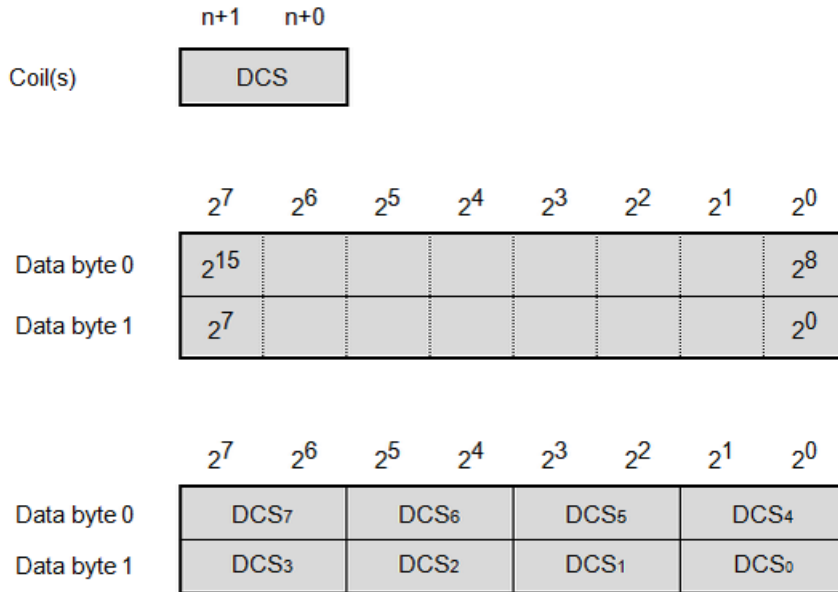 n+1 n+0
Coil(s) DCS
2⁷ 2⁶ 2⁵ 2⁴ 2³ 2² 2¹ 2⁰
Data byte 0 2¹⁵ 2⁸
Data byte 1 2⁷ 2⁰
2⁷ 2⁶ 2⁵ 2⁴ 2³ 2² 2¹ 2⁰
Data byte 0 DCS₇ DCS₆ DCS₅ DCS₄
Data byte 1 DCS₃ DCS₂ DCS₁ DCS₀